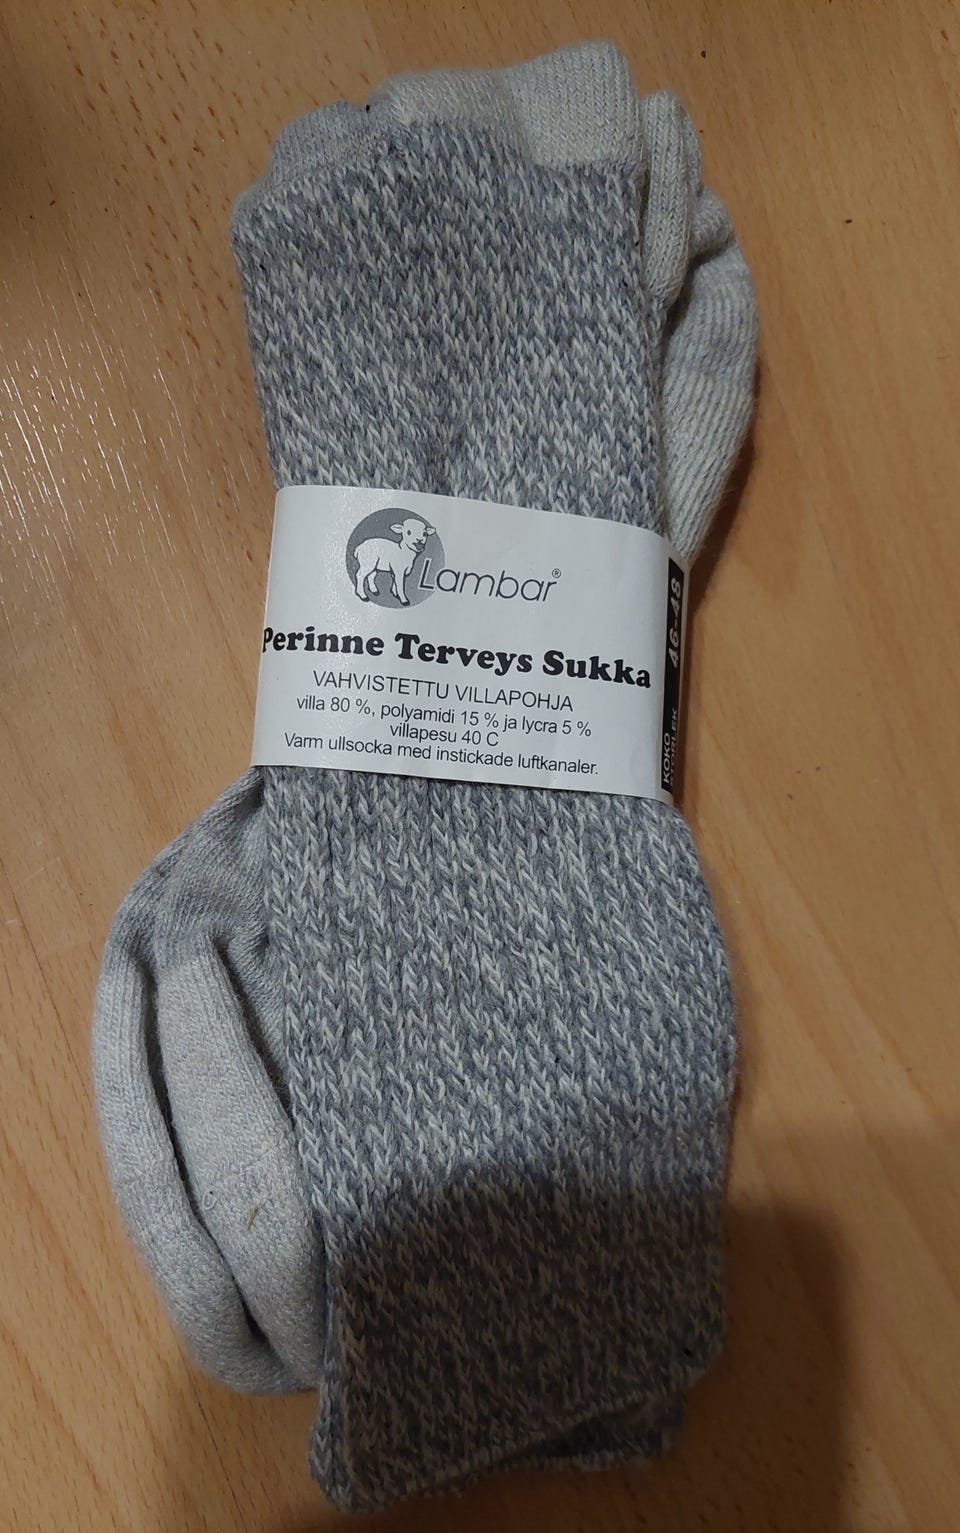 Lambar®
Perinne Terveys Sukka
VAHVISTETTU VILLAPOHJA
villa 80 %, polyamidi 15 % ja lycra 5 %
villapesu 40 C
Varm ullsocka med instickade luftkanaler.
KOKO 46-48